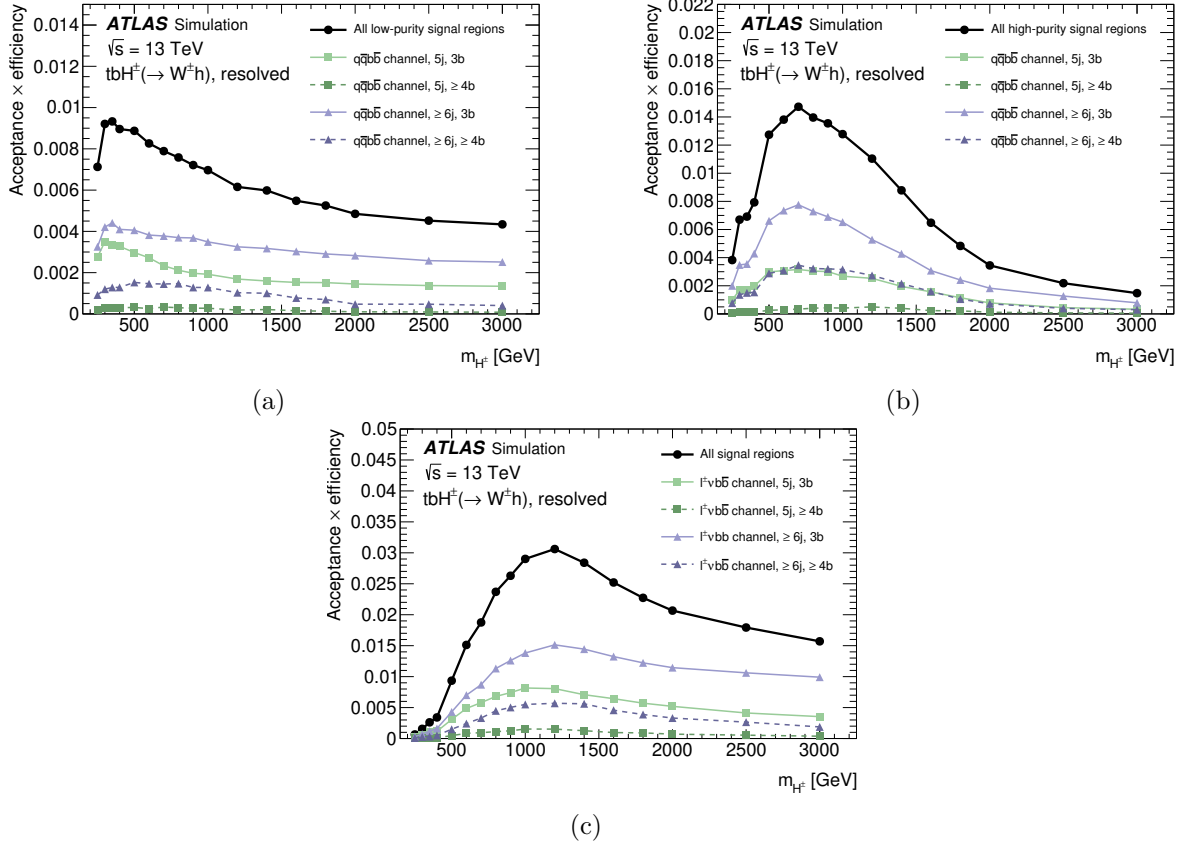 0.014
0.012
0.01
0.008
0.006
0.004
0.002
0
Acceptance × efficiency
ATLAS Simulation
√s = 13 TeV
tbH±(→ W±h), resolved
All low-purity signal regions
qq̅bb̅ channel, 5j, 3b
qq̅bb̅ channel, 5j, ≥ 4b
qq̅bb̅ channel, ≥ 6j, 3b
qq̅bb̅ channel, ≥ 6j, ≥ 4b
500 1000 1500 2000 2500 3000
m_H± [GeV]
(a)
0.022
0.02
0.018
0.016
0.014
0.012
0.01
0.008
0.006
0.004
0.002
0
Acceptance × efficiency
ATLAS Simulation
√s = 13 TeV
tbH±(→ W±h), resolved
All high-purity signal regions
qq̅bb̅ channel, 5j, 3b
qq̅bb̅ channel, 5j, ≥ 4b
qq̅bb̅ channel, ≥ 6j, 3b
qq̅bb̅ channel, ≥ 6j, ≥ 4b
500 1000 1500 2000 2500 3000
m_H± [GeV]
(b)
0.05
0.045
0.04
0.035
0.03
0.025
0.02
0.015
0.01
0.005
0
Acceptance × efficiency
ATLAS Simulation
√s = 13 TeV
tbH±(→ W±h), resolved
All signal regions
l±νbb̅ channel, 5j, 3b
l±νbb̅ channel, 5j, ≥ 4b
l±νbb channel, ≥ 6j, 3b
l±νbb̅ channel, ≥ 6j, ≥ 4b
500 1000 1500 2000 2500 3000
m_H± [GeV]
(c)